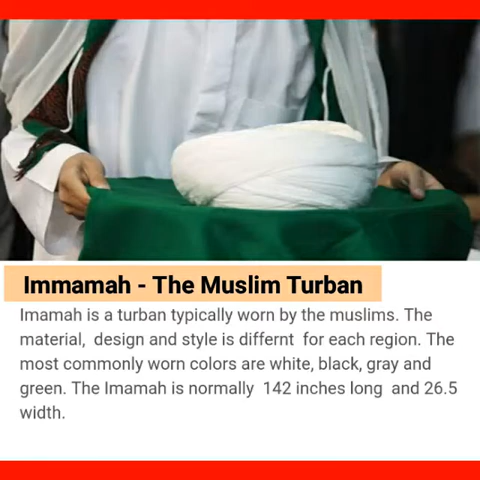 Immamah - The Muslim Turban
Imamah is a turban typically worn by the muslims. The
material, design and style is differnt for each region. The
most commonly worn colors are white, black, gray and
green. The Imamah is normally 142 inches long and 26.5
width.